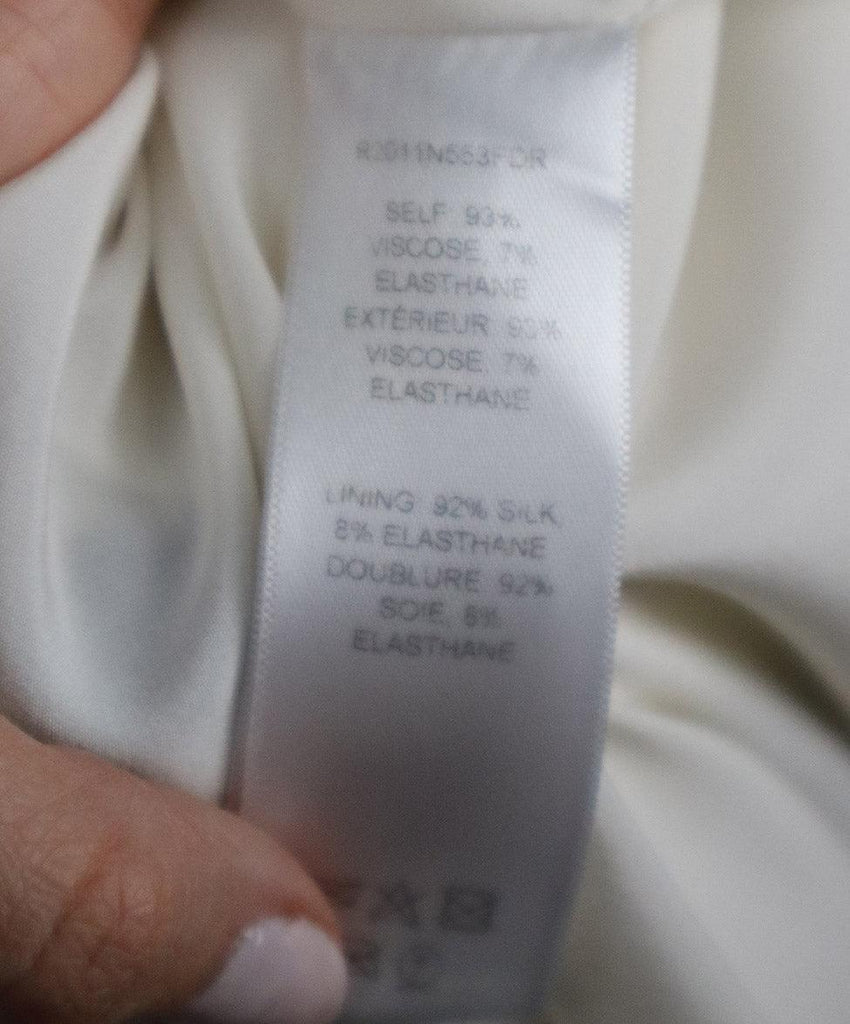 R2011N553FDR
SELF: 93%
VISCOSE, 7%
ELASTHANE
EXTÉRIEUR: 93%
VISCOSE, 7%
ELASTHANE
LINING: 92% SILK,
8% ELASTHANE
DOUBLURE: 92%
SOIE, 8%
ELASTHANE